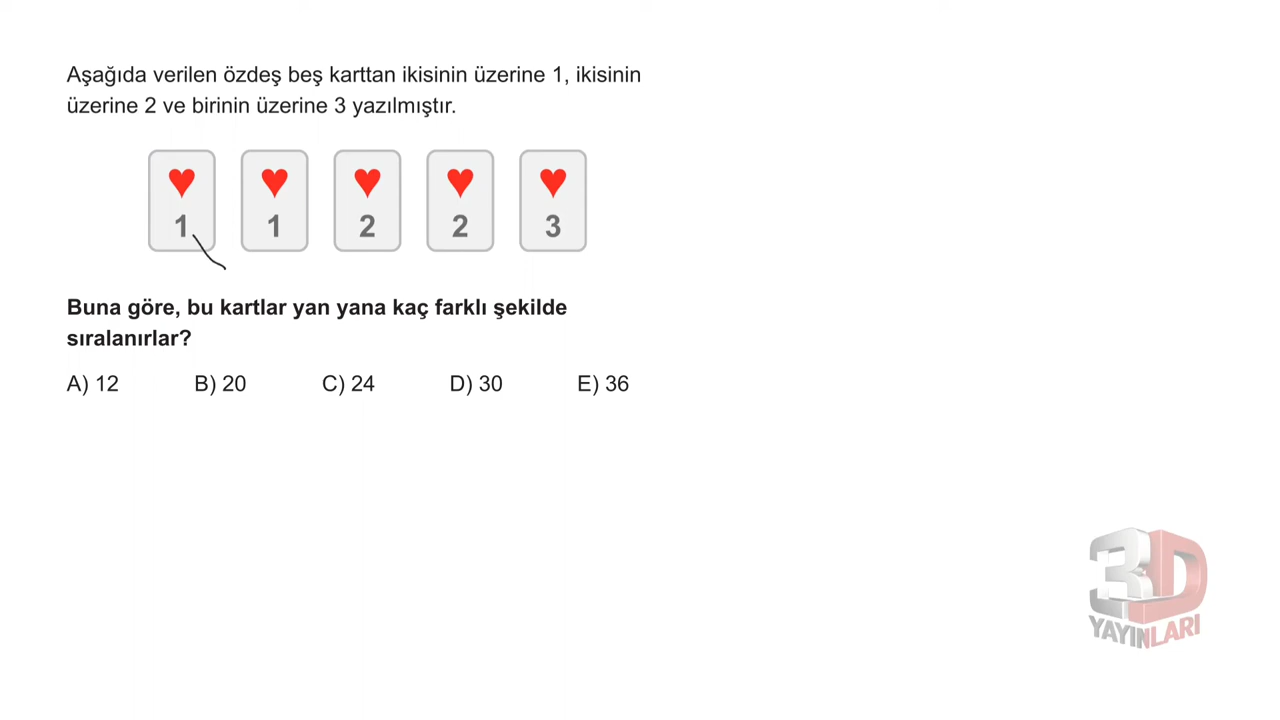 Aşağıda verilen özdeş beş karttan ikisinin üzerine 1, ikisinin
üzerine 2 ve birinin üzerine 3 yazılmıştır.
1 1 2 2 3
Buna göre, bu kartlar yan yana kaç farklı şekilde
sıralanırlar?
A) 12 B) 20 C) 24 D) 30 E) 36
3D
YAYINLARI